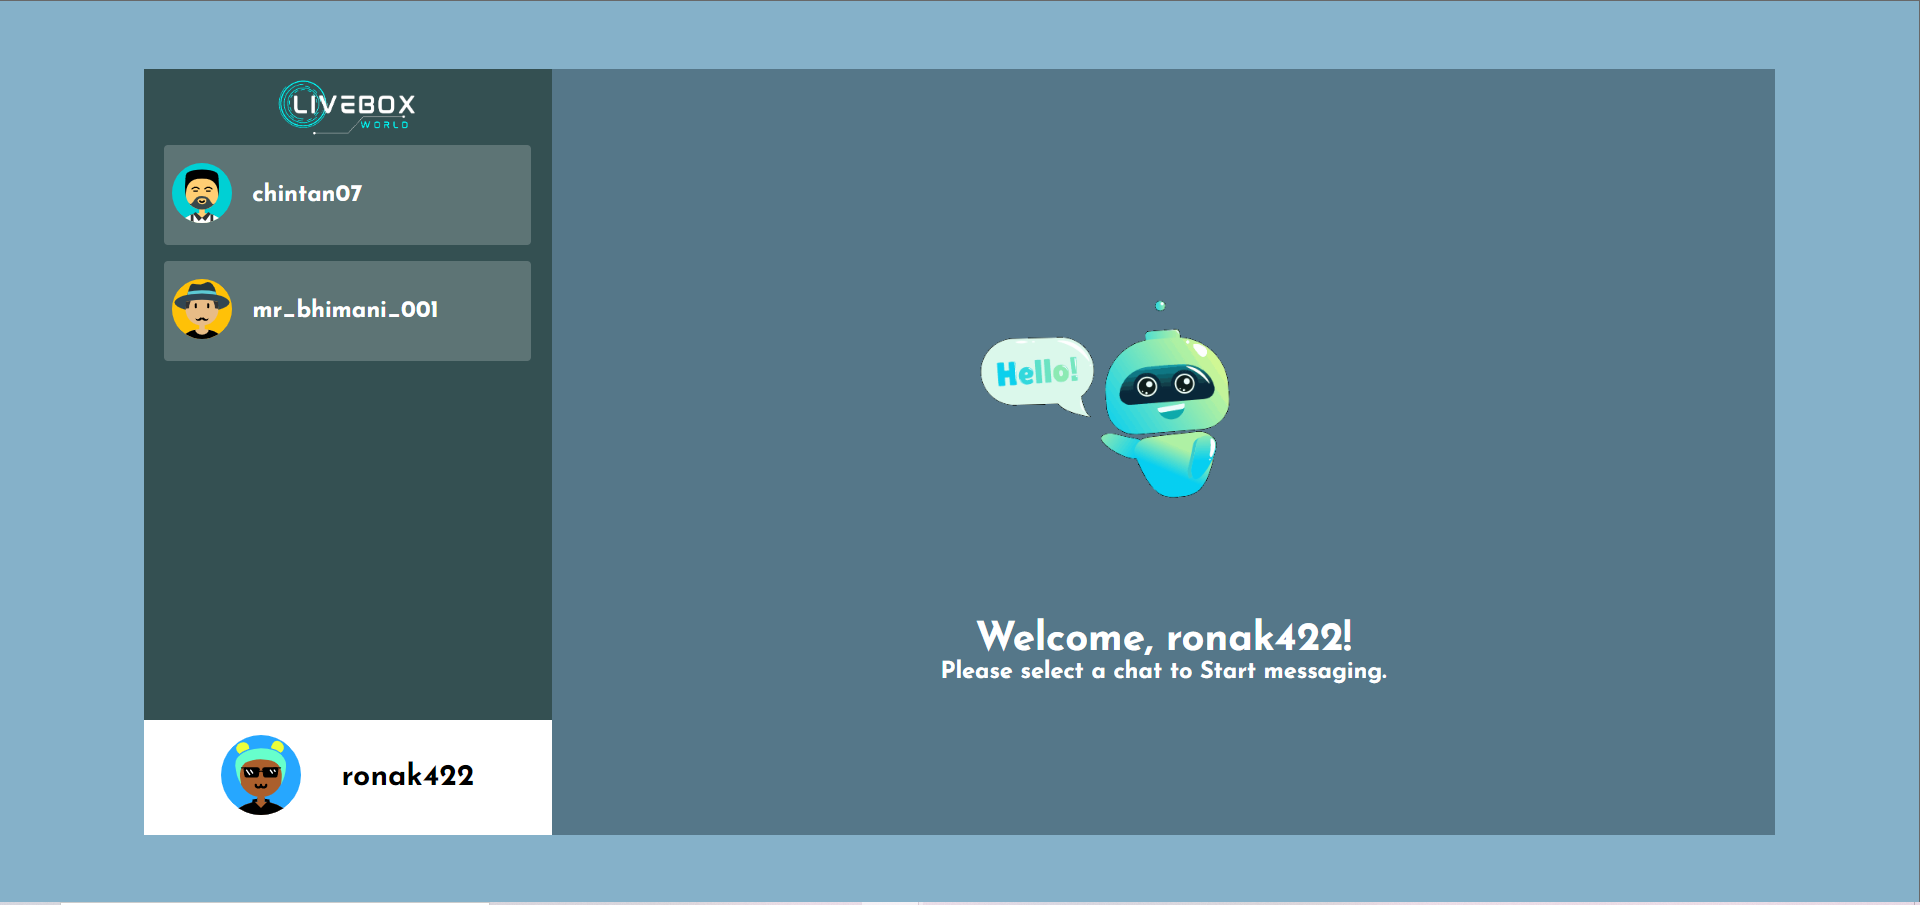 LIVEBOX
WORLD
chintan07
mr_bhimani_001
Hello!
Welcome, ronak422!
Please select a chat to Start messaging.
ronak422